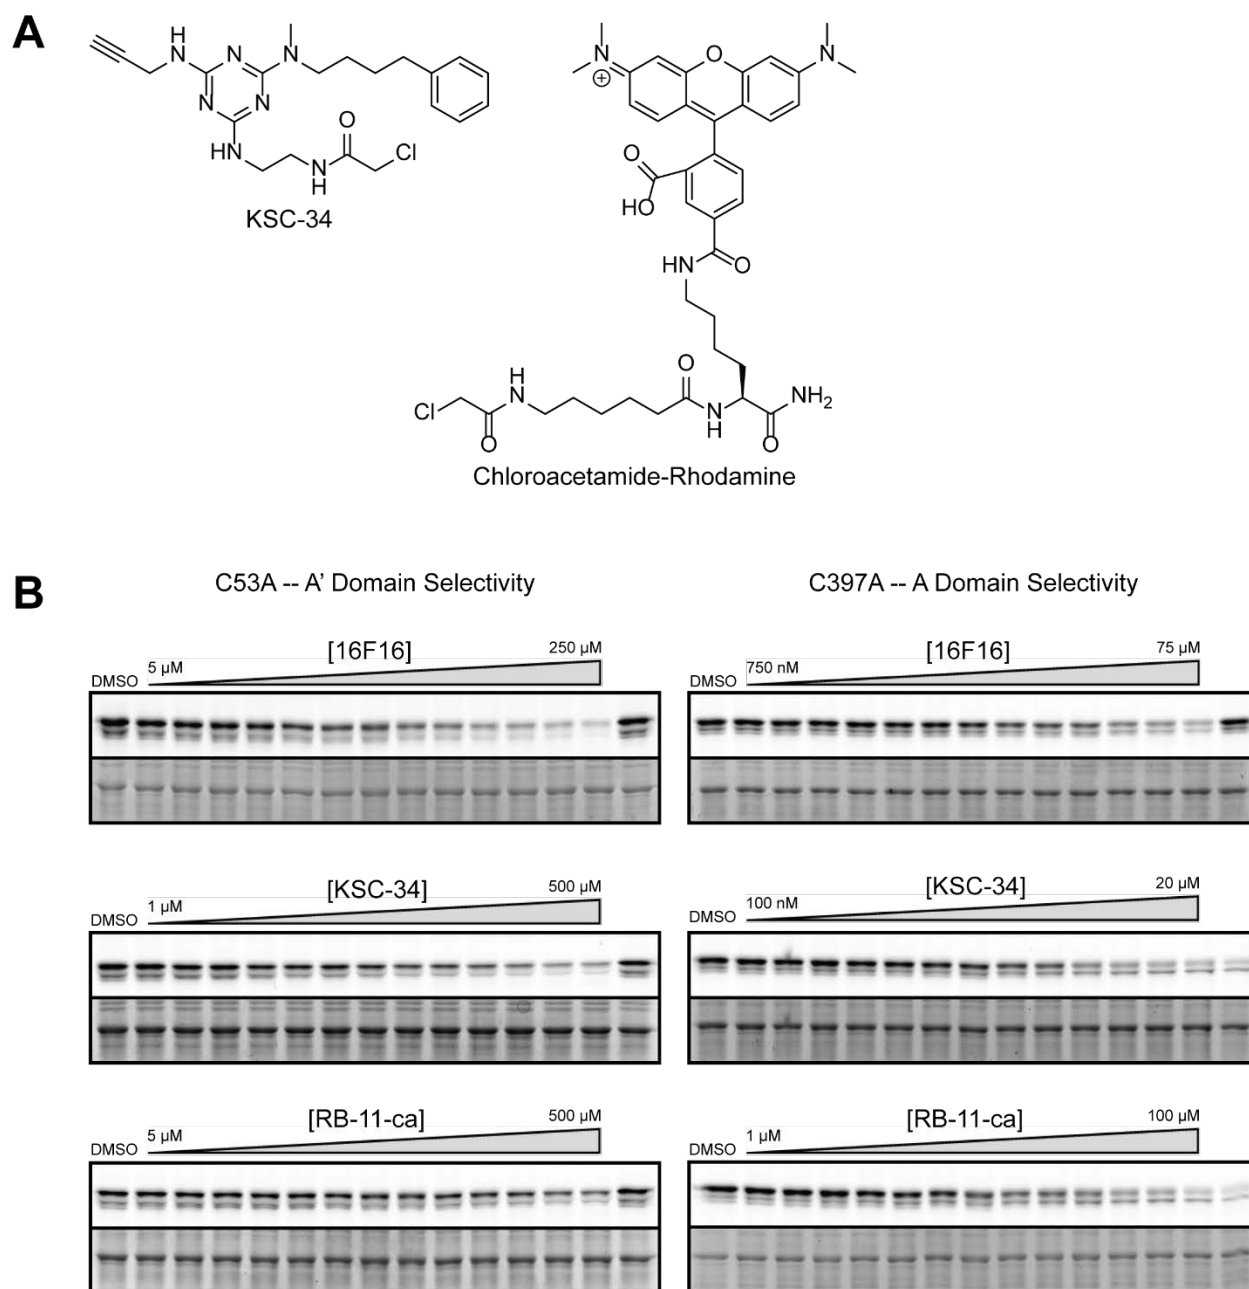 A
H
N
N
N
N
N
N
HN
N
H
O
Cl
KSC-34
N
+
O
N
O
HO
HN
O
Cl
O
H
N
O
N
H
NH2
O
Chloroacetamide-Rhodamine
B
C53A -- A' Domain Selectivity
C397A -- A Domain Selectivity
DMSO 5 µM [16F16] 250 µM
DMSO 750 nM [16F16] 75 µM
DMSO 1 µM [KSC-34] 500 µM
DMSO 100 nM [KSC-34] 20 µM
DMSO 5 µM [RB-11-ca] 500 µM
DMSO 1 µM [RB-11-ca] 100 µM